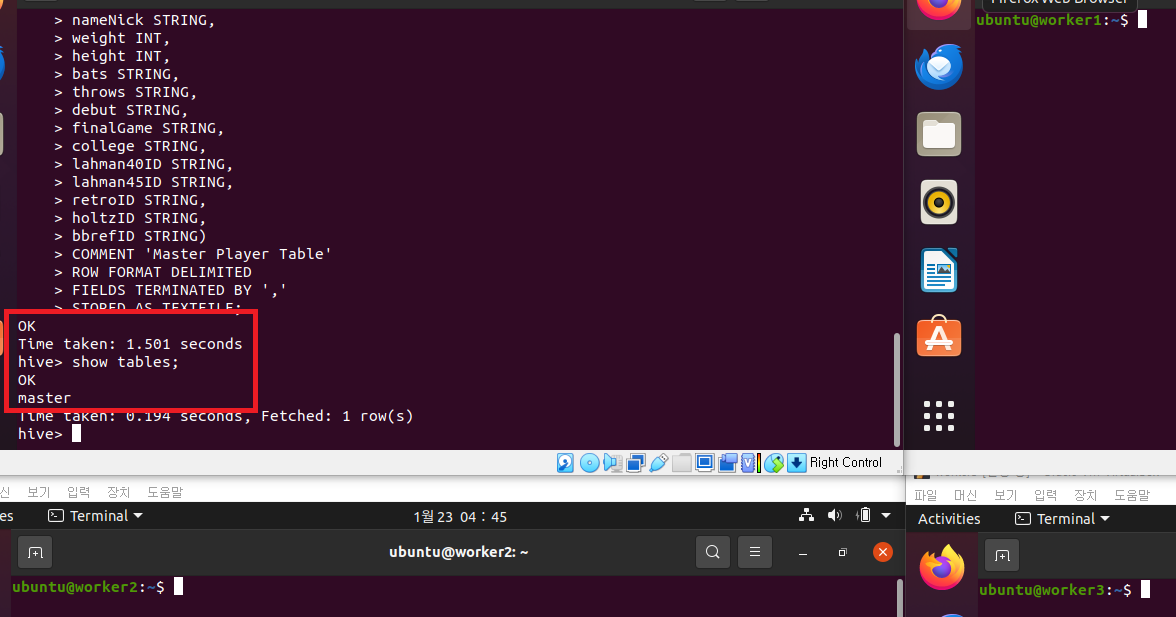 > nameNick STRING,
> weight INT,
> height INT,
> bats STRING,
> throws STRING,
> debut STRING,
> finalGame STRING,
> college STRING,
> lahman40ID STRING,
> lahman45ID STRING,
> retroID STRING,
> holtzID STRING,
> bbrefID STRING)
> COMMENT 'Master Player Table'
> ROW FORMAT DELIMITED
> FIELDS TERMINATED BY ','
> STORED AS TEXTFILE;
OK
Time taken: 1.501 seconds
hive> show tables;
OK
master
Time taken: 0.194 seconds, Fetched: 1 row(s)
hive>
Right Control
Firefox Web Browser
ubuntu@worker1:~$
신 보기 입력 장치 도움말
es Terminal 1월 23 04 : 45
ubuntu@worker2: ~
ubuntu@worker2:~$
파일 머신 보기 입력 장치 도움말
Activities Terminal
ubuntu@worker3:~$